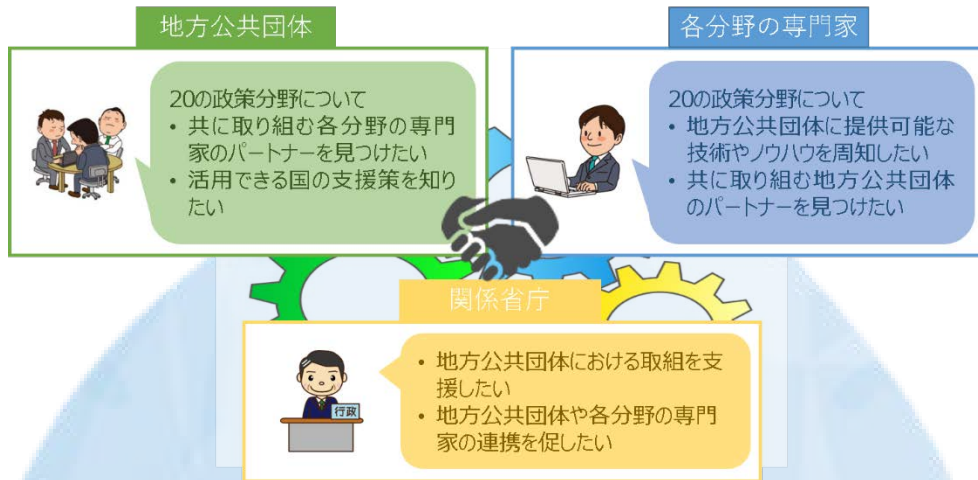 地方公共団体
20の政策分野について
• 共に取り組む各分野の専門
家のパートナーを見つけたい
• 活用できる国の支援策を知り
たい
各分野の専門家
20の政策分野について
• 地方公共団体に提供可能な
技術やノウハウを周知したい
• 共に取り組む地方公共団体
のパートナーを見つけたい
関係省庁
行政
• 地方公共団体における取組を支
援したい
• 地方公共団体や各分野の専門
家の連携を促したい